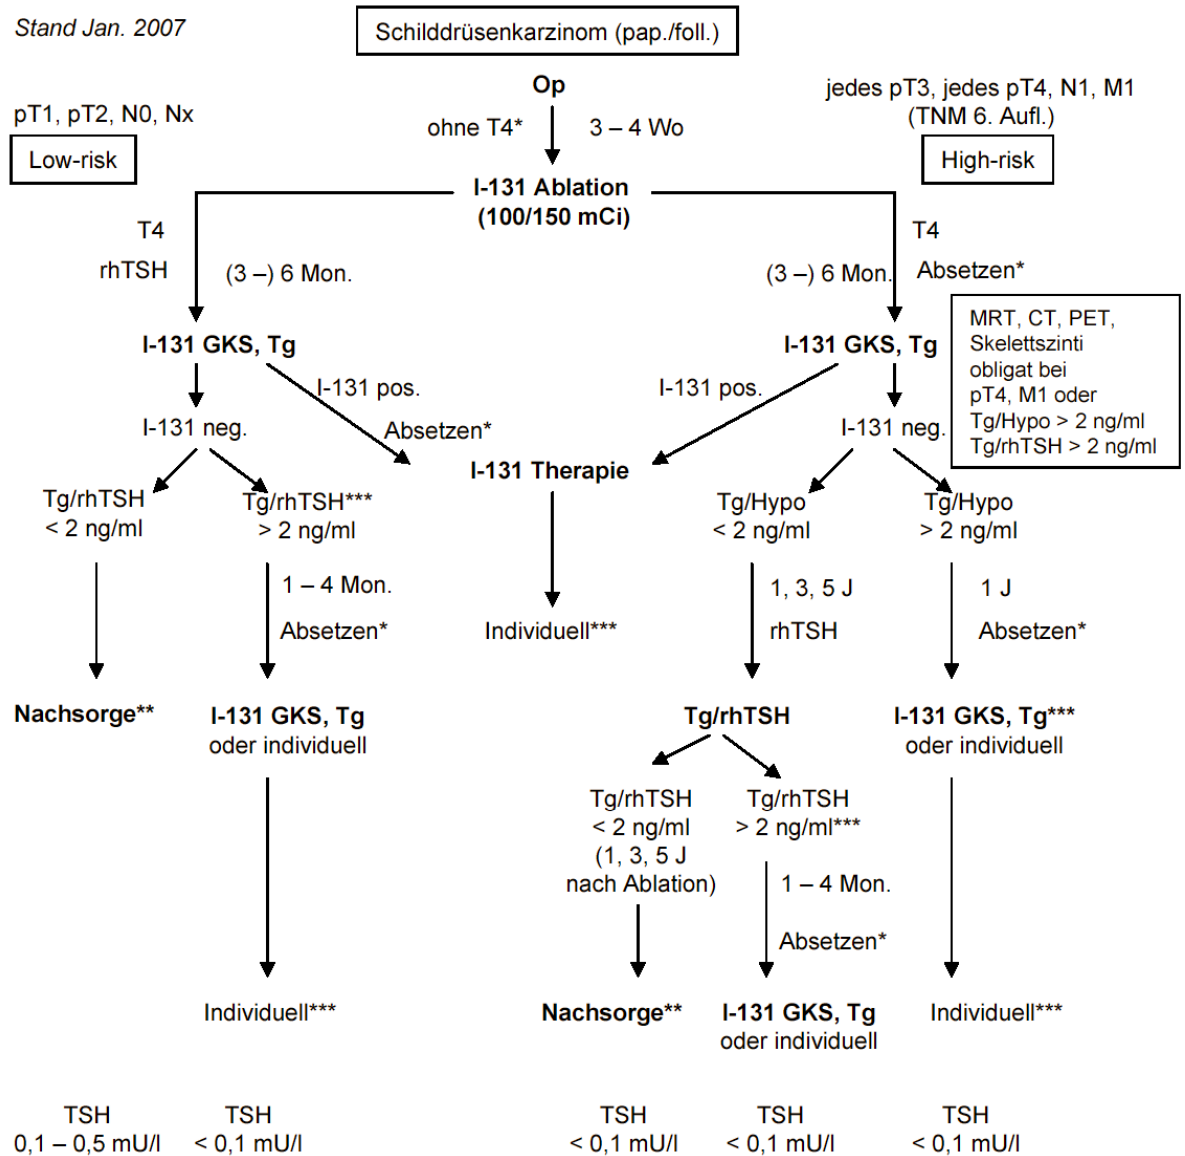 Stand Jan. 2007
Schilddrüsenkarzinom (pap./foll.)
Op
jedes pT3, jedes pT4, N1, M1
(TNM 6. Aufl.)
pT1, pT2, N0, Nx
ohne T4*
3 – 4 Wo
Low-risk
High-risk
I-131 Ablation
(100/150 mCi)
T4
rhTSH
(3 –) 6 Mon.
T4
(3 –) 6 Mon.
Absetzen*
MRT, CT, PET,
Skelettszinti
obligat bei
pT4, M1 oder
Tg/Hypo > 2 ng/ml
Tg/rhTSH > 2 ng/ml
I-131 GKS, Tg
I-131 GKS, Tg
I-131 pos.
I-131 pos.
I-131 neg.
Absetzen*
I-131 neg.
I-131 Therapie
Tg/rhTSH
< 2 ng/ml
Tg/rhTSH***
> 2 ng/ml
Tg/Hypo
< 2 ng/ml
Tg/Hypo
> 2 ng/ml
1 – 4 Mon.
Absetzen*
Individuell***
1, 3, 5 J
rhTSH
1 J
Absetzen*
Nachsorge**
I-131 GKS, Tg
oder individuell
Tg/rhTSH
I-131 GKS, Tg***
oder individuell
Tg/rhTSH
< 2 ng/ml
(1, 3, 5 J
nach Ablation)
Tg/rhTSH
> 2 ng/ml***
1 – 4 Mon.
Absetzen*
Individuell***
Nachsorge**
I-131 GKS, Tg
oder individuell
Individuell***
TSH
0,1 – 0,5 mU/l
TSH
< 0,1 mU/l
TSH
< 0,1 mU/l
TSH
< 0,1 mU/l
TSH
< 0,1 mU/l